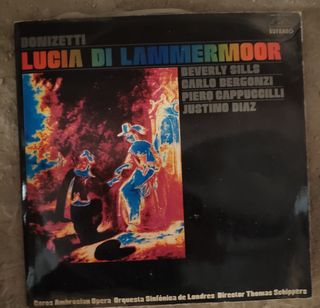 DONIZETTI
ESTEREO
LUCIA DI LAMMERMOOR
BEVERLY SILLS
CARLO BERGONZI
PIERO CAPPUCCILLI
JUSTINO DIAZ
Coros Ambrosian Opera Orquesta Sinfónica de Londres Director Thomas Schippers